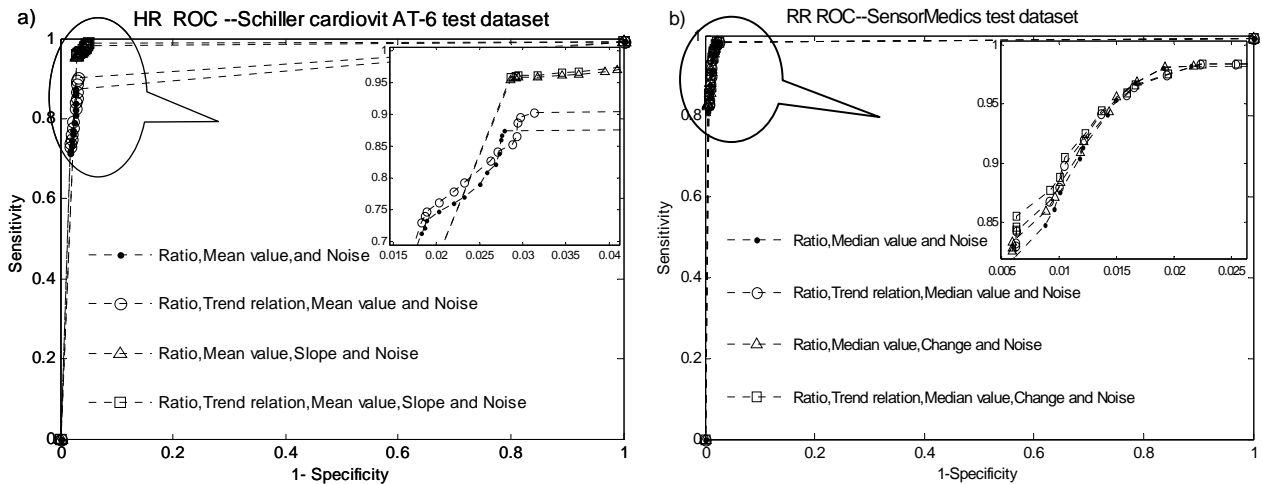 a)
HR ROC --Schiller cardiovit AT-6 test dataset
1
0.8
0.6
0.4
0.2
0
Sensitivity
0
0.2
0.4
0.6
0.8
1
1- Specificity
1
0.95
0.9
0.85
0.8
0.75
0.7
0.015
0.02
0.025
0.03
0.035
0.04
Ratio,Mean value,and Noise
Ratio,Trend relation,Mean value and Noise
Ratio,Mean value,Slope and Noise
Ratio,Trend relation,Mean value,Slope and Noise
b)
RR ROC--SensorMedics test dataset
1
0.8
0.6
0.4
0.2
0
Sensitivity
0
0.2
0.4
0.6
0.8
1
1-Specificity
1
0.95
0.9
0.85
0.005
0.01
0.015
0.02
0.025
Ratio,Median value and Noise
Ratio,Trend relation,Median value and Noise
Ratio,Median value,Change and Noise
Ratio,Trend relation,Median value,Change and Noise